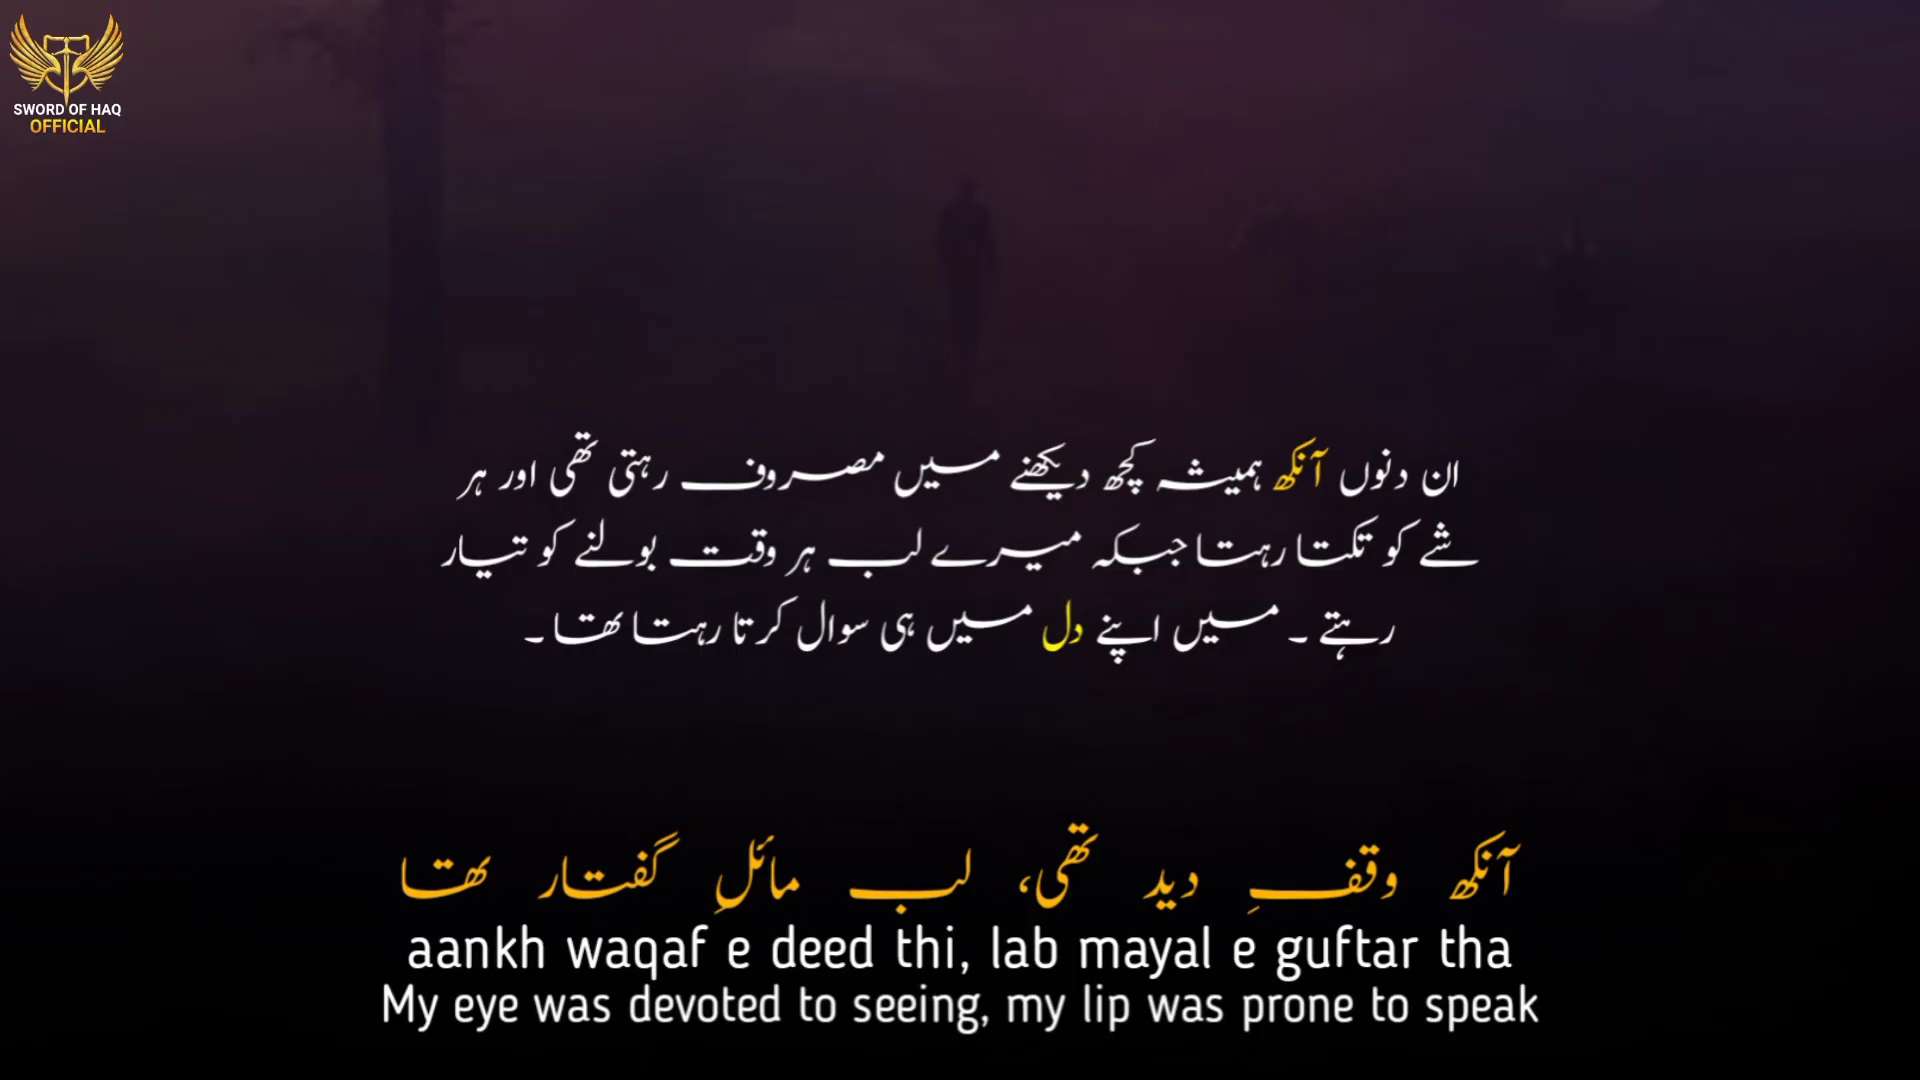 SWORD OF HAQ
OFFICIAL
ان دنوں آنکھ ہمیشہ کچھ دیکھنے میں مصروف رہتی تھی اور ہر
شے کو تکتا رہتا جبکہ میرے لب ہر وقت بولنے کو تیار
رہتے ۔ میں اپنے دل میں ہی سوال کرتا رہتا تھا ۔
آنکھ وقفِ دید تھی، لب مائلِ گفتار تھا
aankh waqaf e deed thi, lab mayal e guftar tha
My eye was devoted to seeing, my lip was prone to speak